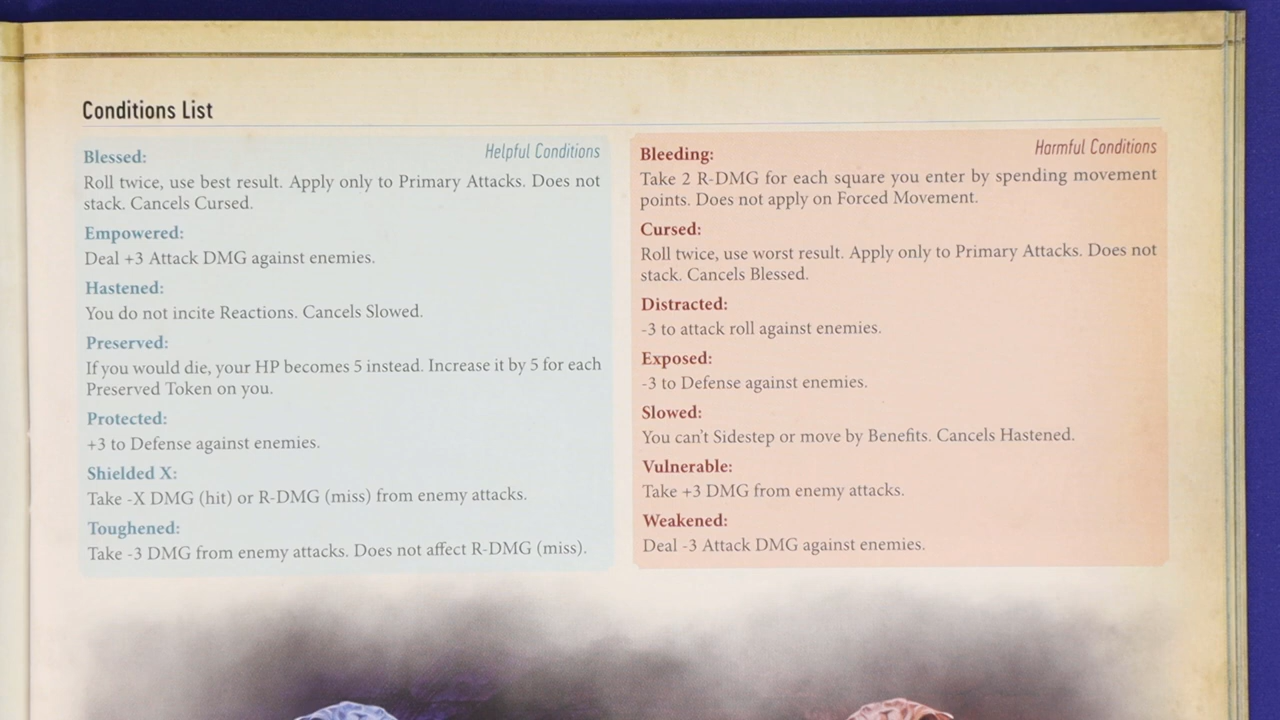 Conditions List
Helpful Conditions
Blessed:
Roll twice, use best result. Apply only to Primary Attacks. Does not
stack. Cancels Cursed.
Empowered:
Deal +3 Attack DMG against enemies.
Hastened:
You do not incite Reactions. Cancels Slowed.
Preserved:
If you would die, your HP becomes 5 instead. Increase it by 5 for each
Preserved Token on you.
Protected:
+3 to Defense against enemies.
Shielded X:
Take -X DMG (hit) or R-DMG (miss) from enemy attacks.
Toughened:
Take -3 DMG from enemy attacks. Does not affect R-DMG (miss).
Harmful Conditions
Bleeding:
Take 2 R-DMG for each square you enter by spending movement
points. Does not apply on Forced Movement.
Cursed:
Roll twice, use worst result. Apply only to Primary Attacks. Does not
stack. Cancels Blessed.
Distracted:
-3 to attack roll against enemies.
Exposed:
-3 to Defense against enemies.
Slowed:
You can't Sidestep or move by Benefits. Cancels Hastened.
Vulnerable:
Take +3 DMG from enemy attacks.
Weakened:
Deal -3 Attack DMG against enemies.